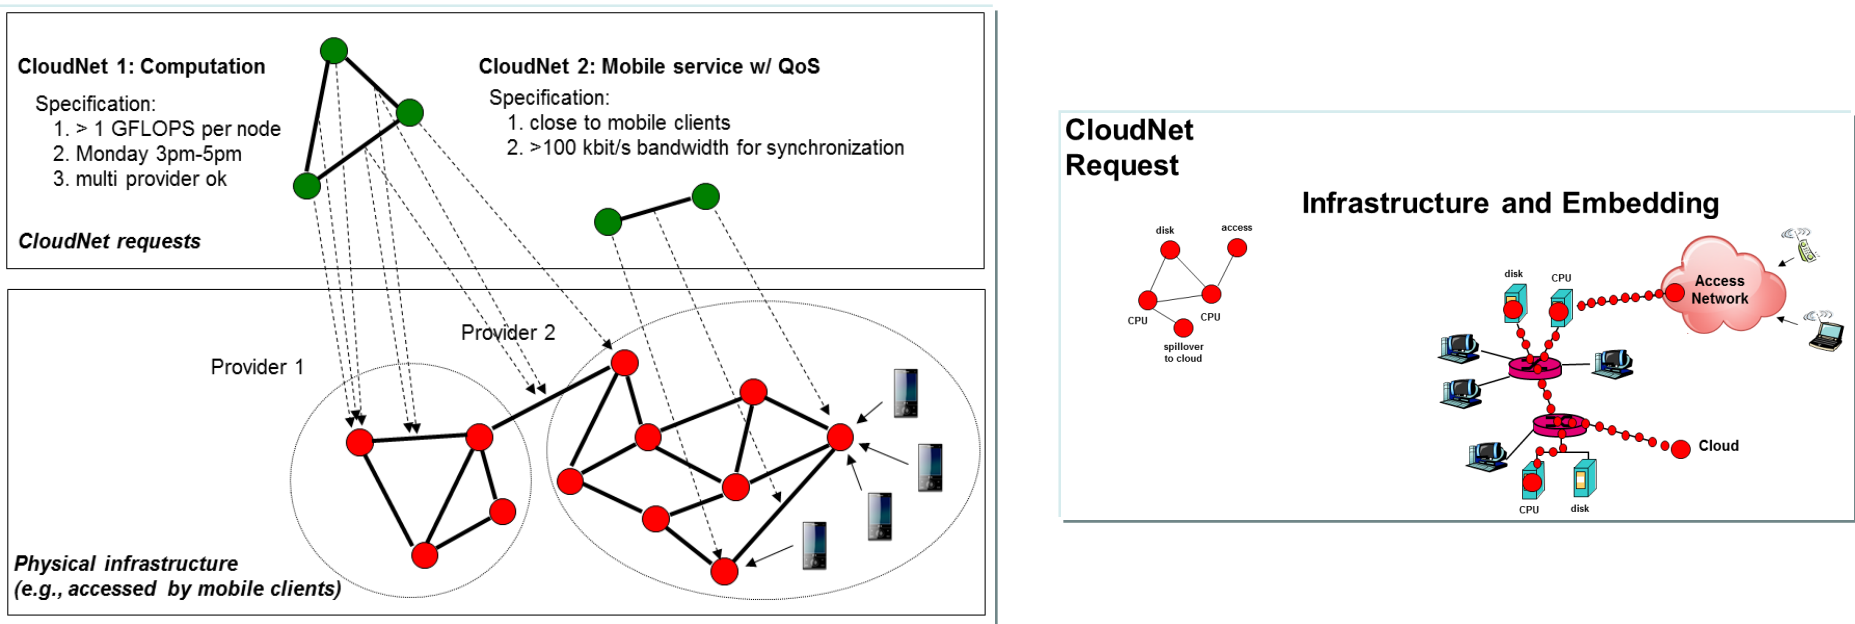 CloudNet 1: Computation
Specification:
1. > 1 GFLOPS per node
2. Monday 3pm-5pm
3. multi provider ok
CloudNet requests
CloudNet 2: Mobile service w/ QoS
Specification:
1. close to mobile clients
2. >100 kbit/s bandwidth for synchronization
Provider 1
Provider 2
Physical infrastructure
(e.g., accessed by mobile clients)
CloudNet
Request
disk
access
CPU
CPU
spillover
to cloud
Infrastructure and Embedding
disk
CPU
Access
Network
Cloud
CPU
disk